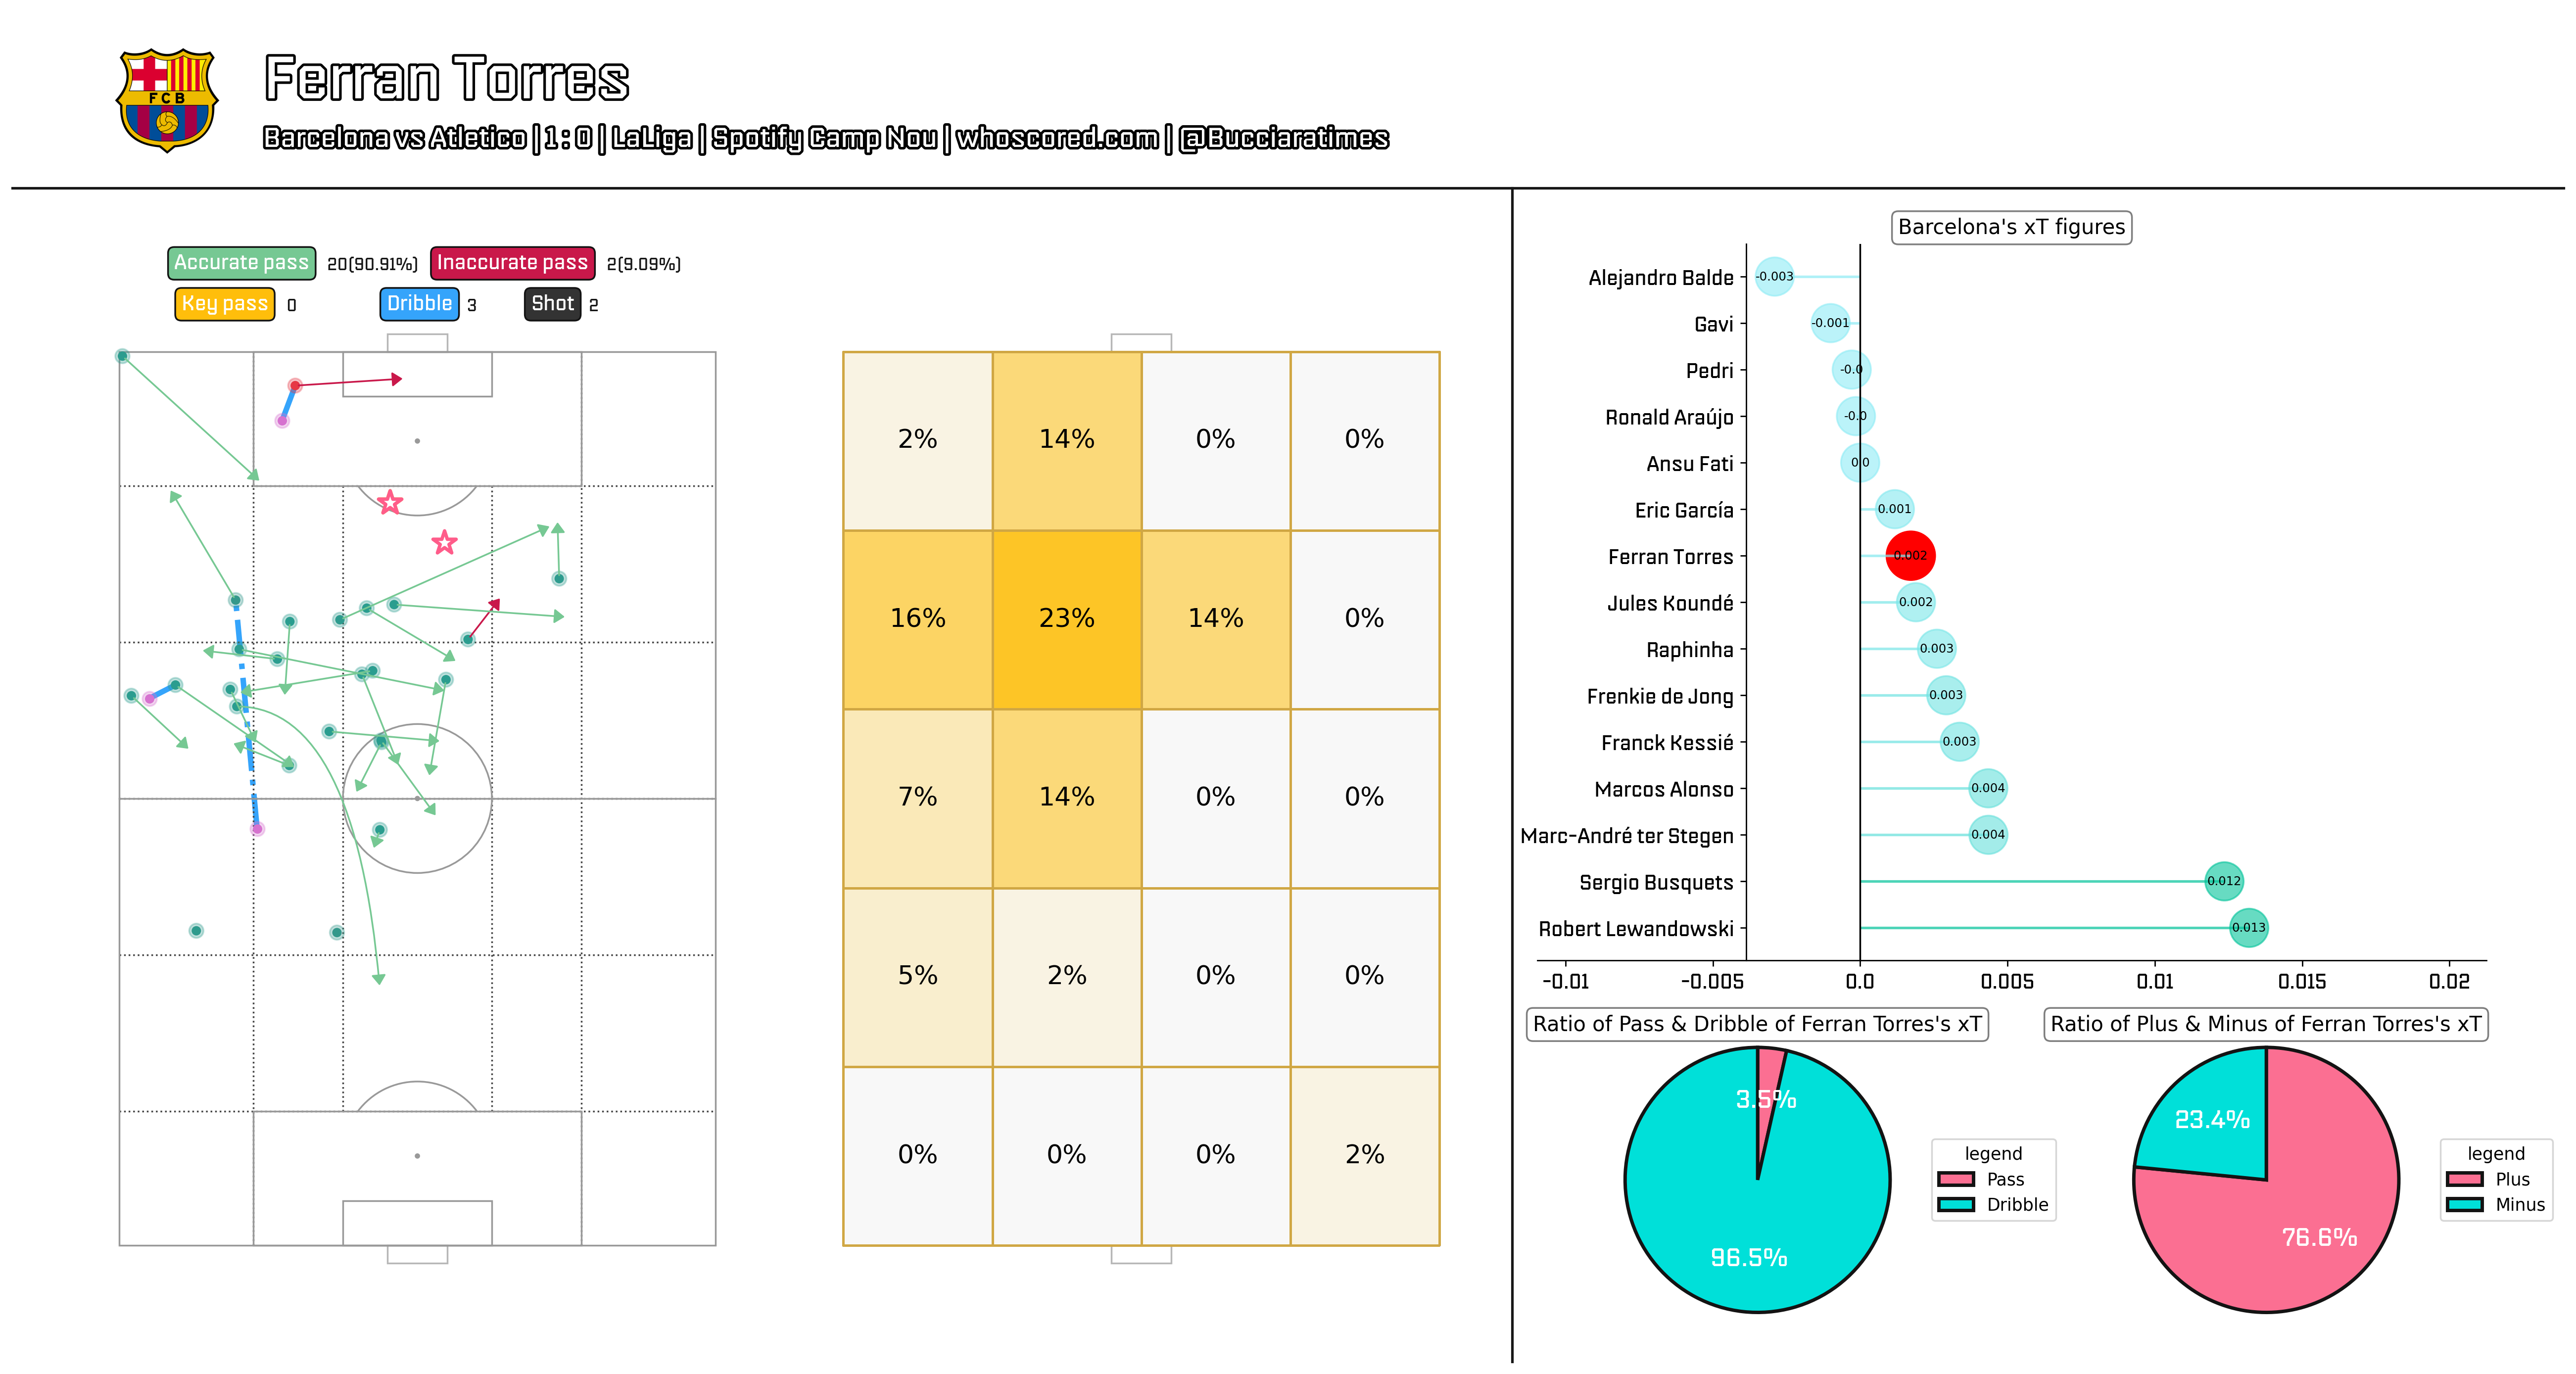 FCB
Ferran Torres
Barcelona vs Atletico | 1 : 0 | LaLiga | Spotify Camp Nou | whoscored.com | @Bucciaratimes
Accurate pass 20(90.91%) Inaccurate pass 2(9.09%)
Key pass 0 Dribble 3 Shot 2
2% 14% 0% 0%
16% 23% 14% 0%
7% 14% 0% 0%
5% 2% 0% 0%
0% 0% 0% 2%
Barcelona's xT figures
Alejandro Balde -0.003
Gavi -0.001
Pedri -0.0
Ronald Araújo -0.0
Ansu Fati 0.0
Eric García 0.001
Ferran Torres 0.002
Jules Koundé 0.002
Raphinha 0.003
Frenkie de Jong 0.003
Franck Kessié 0.003
Marcos Alonso 0.004
Marc-André ter Stegen 0.004
Sergio Busquets 0.012
Robert Lewandowski 0.013
-0.01 -0.005 0.0 0.005 0.01 0.015 0.02
Ratio of Pass & Dribble of Ferran Torres's xT
3.5%
96.5%
legend
Pass
Dribble
Ratio of Plus & Minus of Ferran Torres's xT
23.4%
76.6%
legend
Plus
Minus